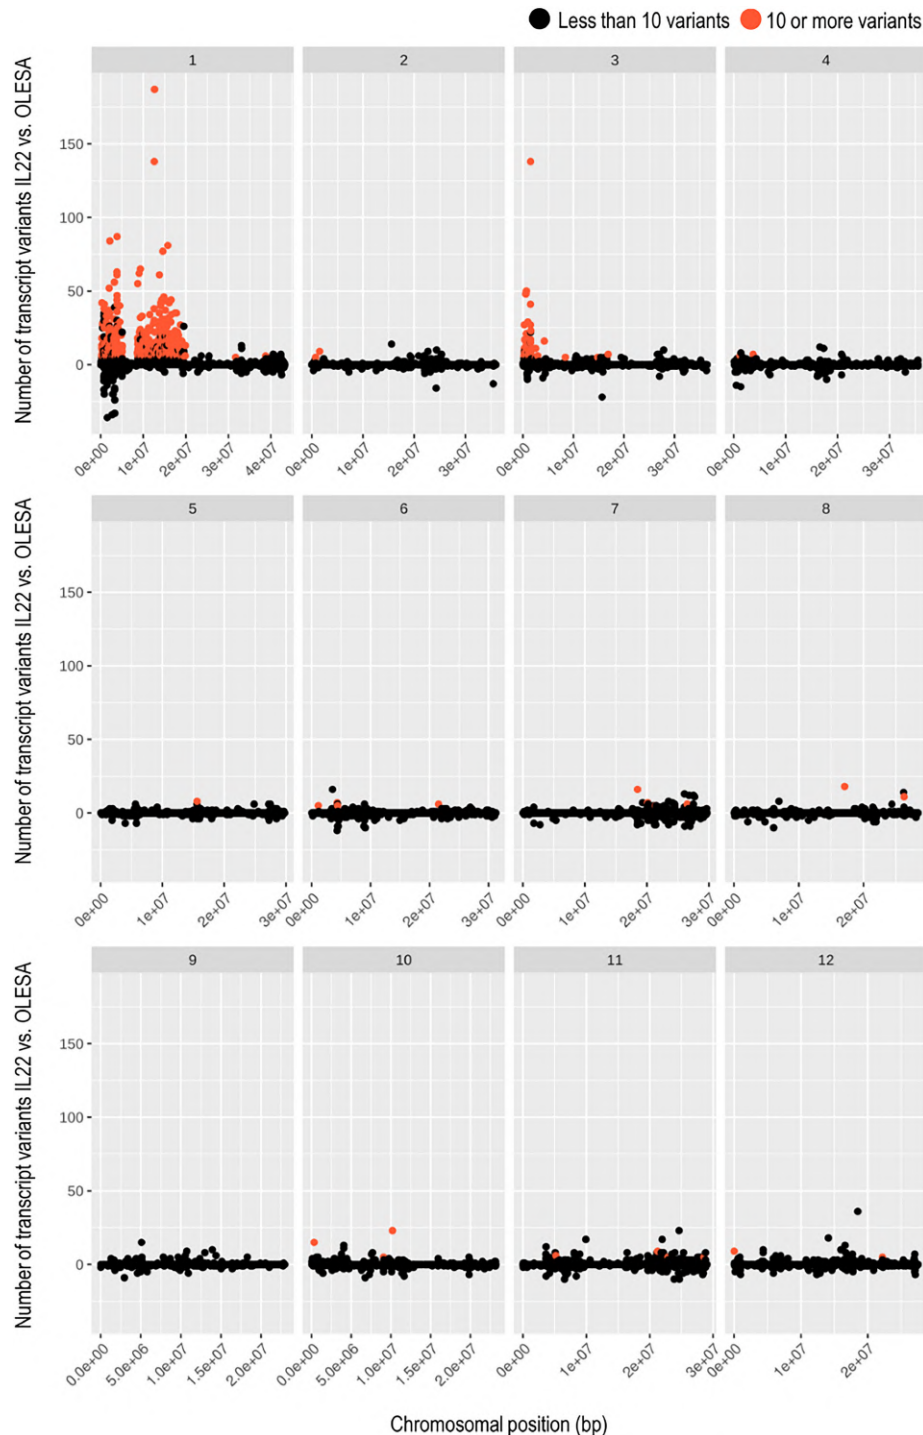 Less than 10 variants 10 or more variants
1 2 3 4
Number of transcript variants IL22 vs. OLESA
150
100
50
0
0e+00 1e+07 2e+07 3e+07 4e+07 0e+00 1e+07 2e+07 3e+07 0e+00 1e+07 2e+07 3e+07 0e+00 1e+07 2e+07 3e+07
5 6 7 8
Number of transcript variants IL22 vs. OLESA
150
100
50
0
0e+00 1e+07 2e+07 3e+07 0e+00 1e+07 2e+07 3e+07 0e+00 1e+07 2e+07 3e+07 0e+00 1e+07 2e+07
9 10 11 12
Number of transcript variants IL22 vs. OLESA
150
100
50
0
0.0e+00 5.0e+06 1.0e+07 1.5e+07 2.0e+07 0.0e+00 5.0e+06 1.0e+07 1.5e+07 2.0e+07 0e+00 1e+07 2e+07 3e+07 0e+00 1e+07 2e+07
Chromosomal position (bp)